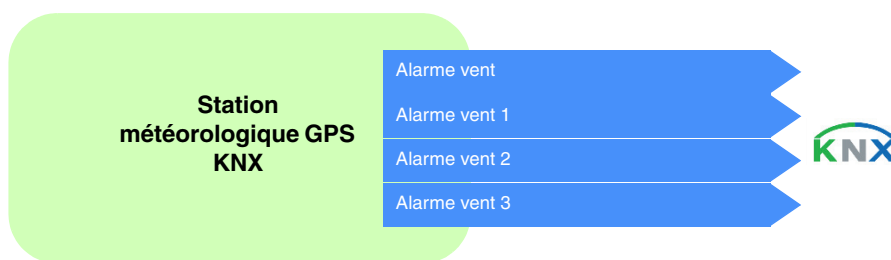 Station
météorologique GPS
KNX
Alarme vent
Alarme vent 1
Alarme vent 2
Alarme vent 3
KNX